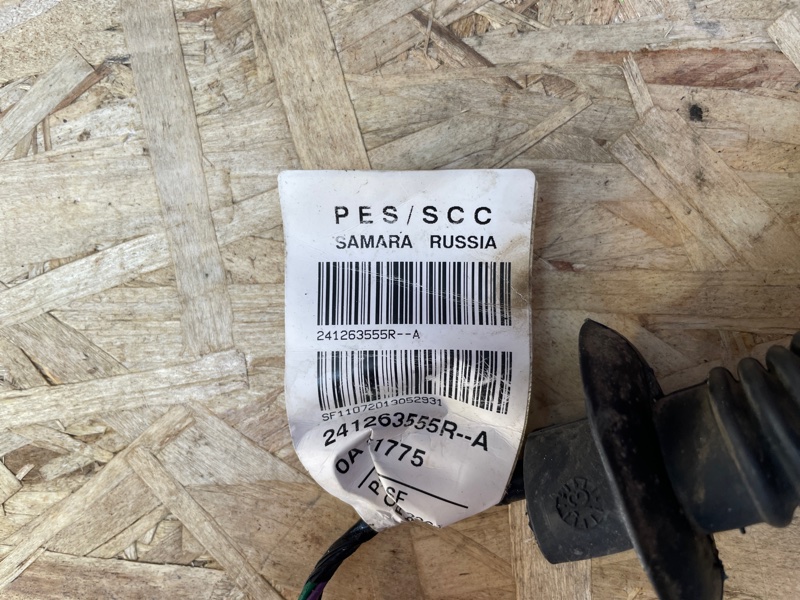 PES/SCC
SAMARA RUSSIA
241263555R--A
SF11072013052931
241263555R--A